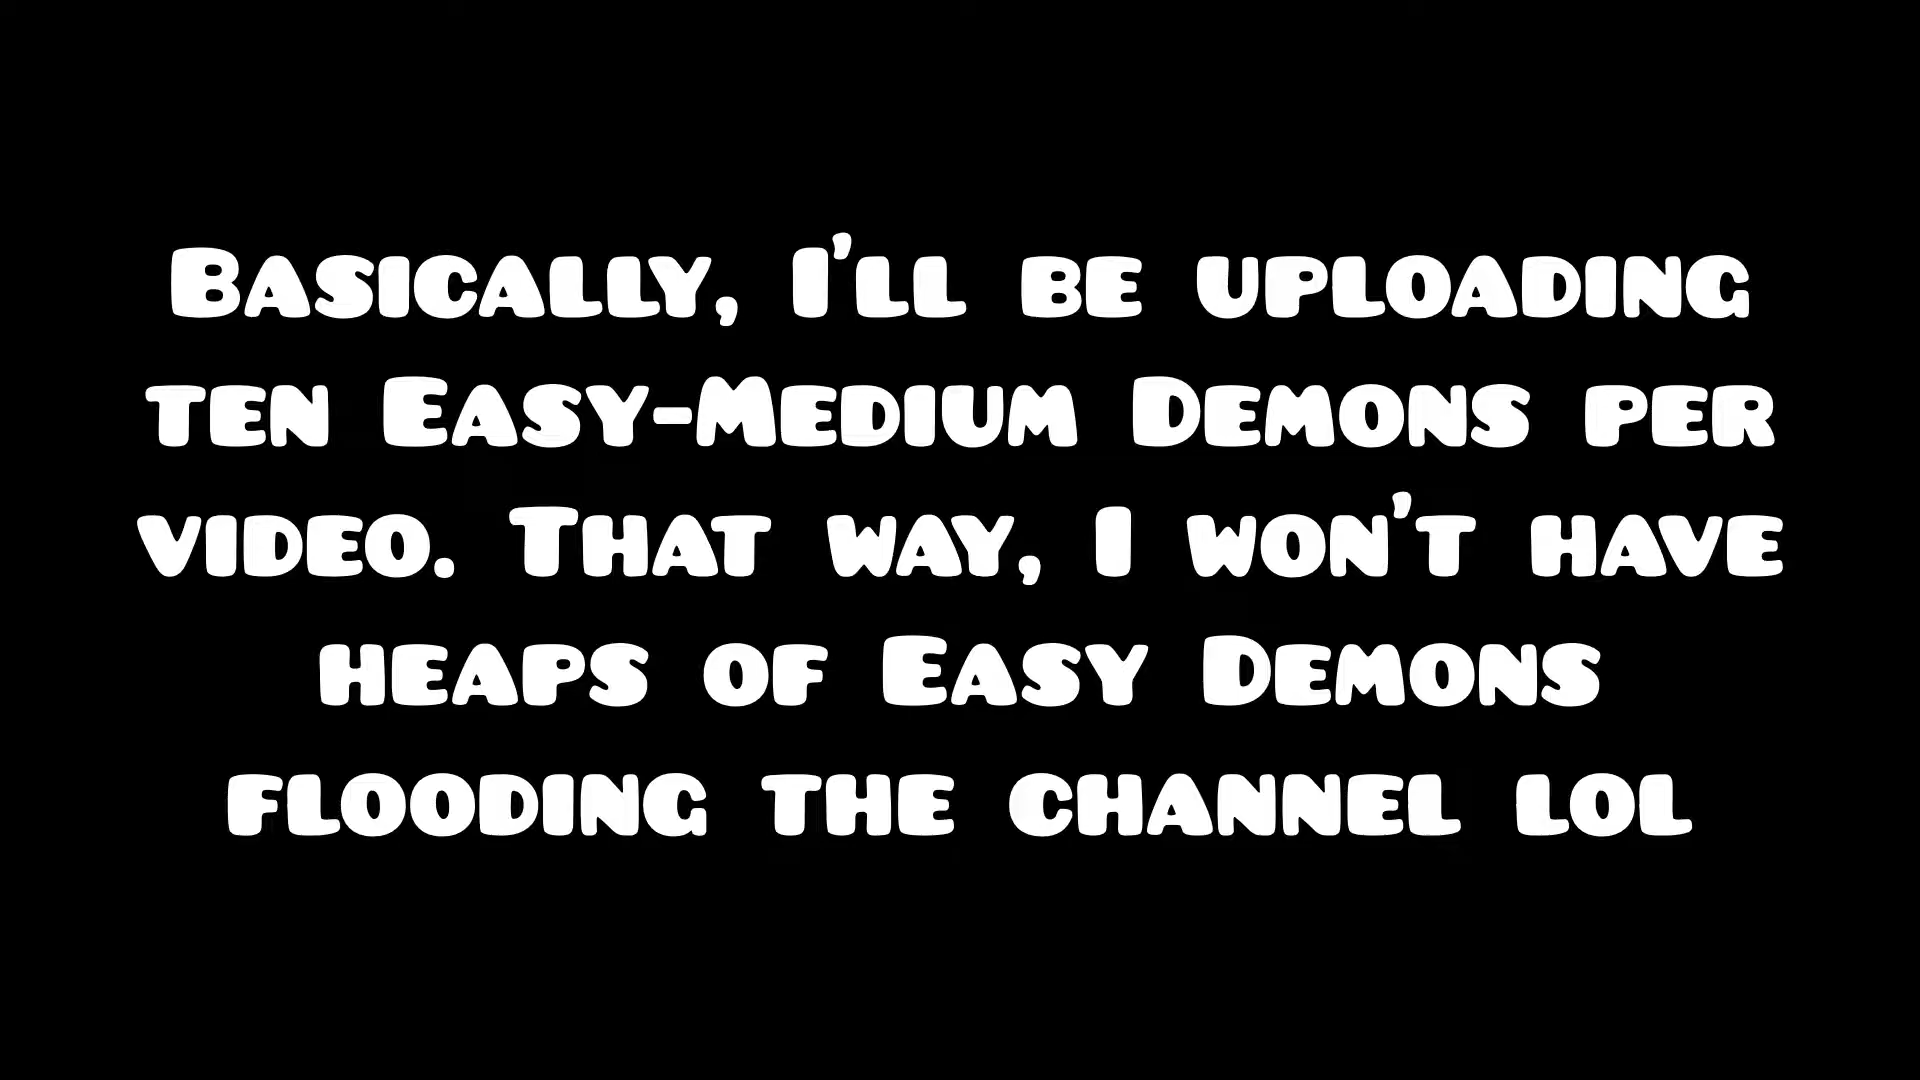 Basically, I'll be uploading
ten Easy-Medium Demons per
video. That way, I won't have
heaps of Easy Demons
flooding the channel lol